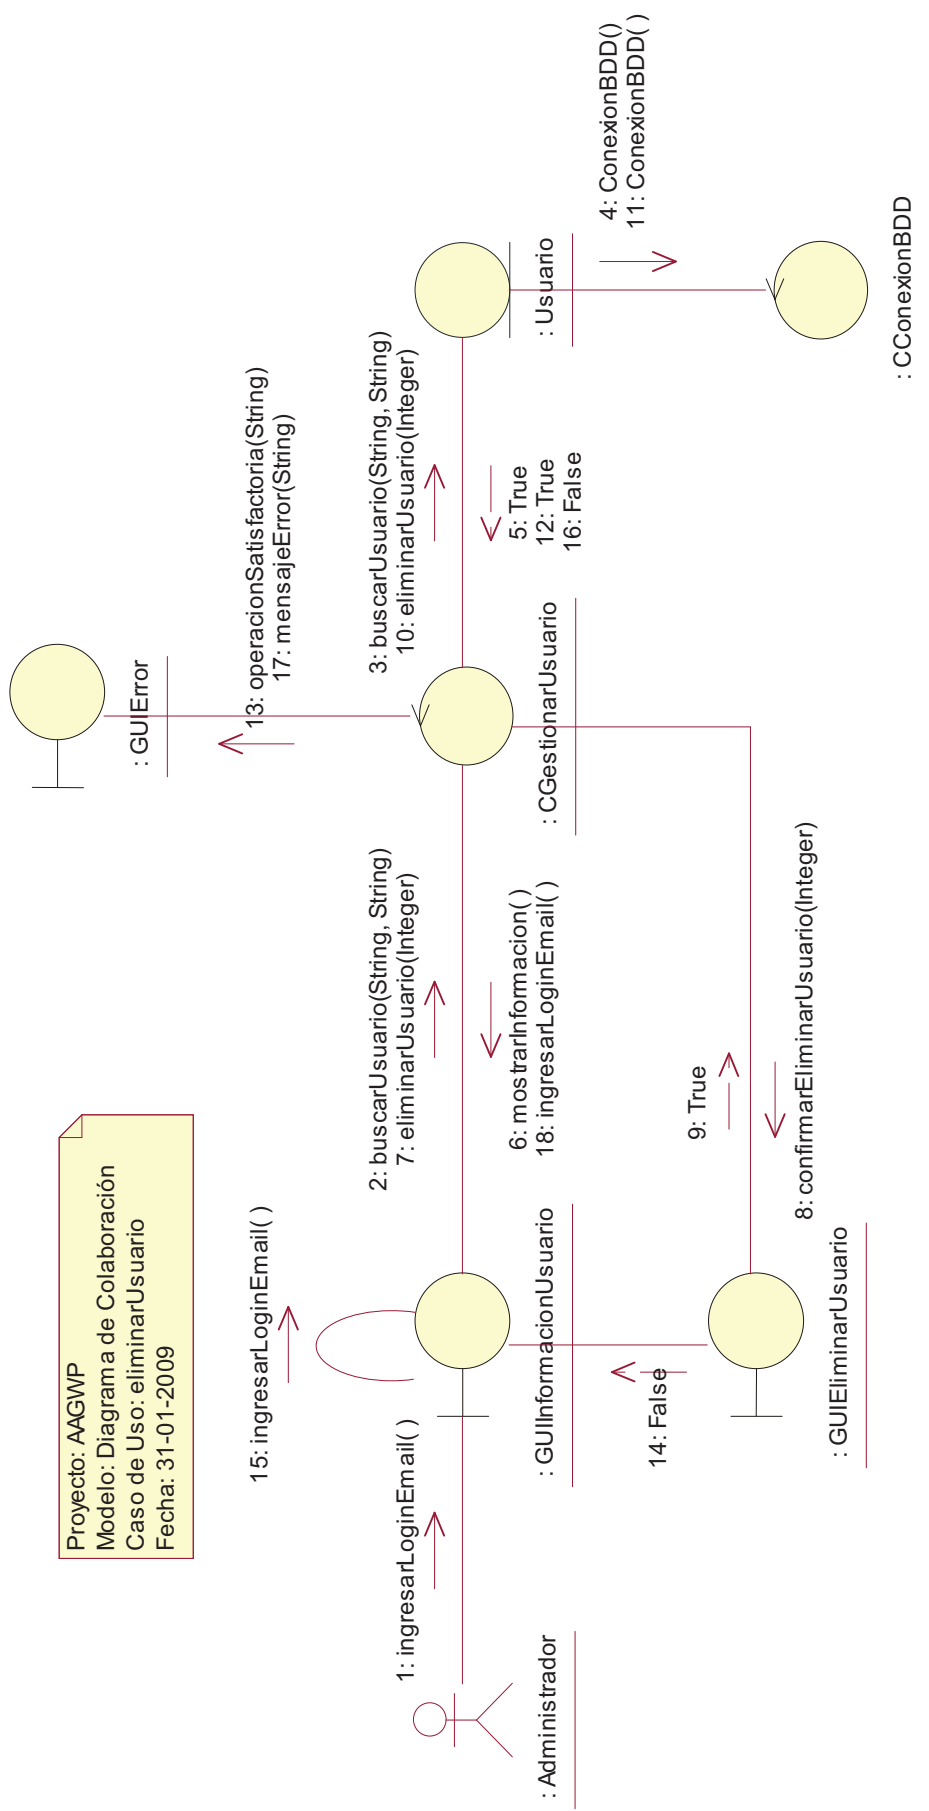 Proyecto: AAGWP
Modelo: Diagrama de Colaboración
Caso de Uso: eliminarUsuario
Fecha: 31-01-2009
: GUIError
13: operacionSatisfactoria(String)
17: mensajeError(String)
15: ingresarLoginEmail( )
1: ingresarLoginEmail( )
: Administrador
2: buscarUsuario(String, String)
7: eliminarUsuario(Integer)
6: mostrarInformacion( )
18: ingresarLoginEmail( )
: GUIInformacionUsuario
3: buscarUsuario(String, String)
10: eliminarUsuario(Integer)
5: True
12: True
16: False
: CGestionarUsuario
: Usuario
4: ConexionBDD()
11: ConexionBDD( )
: CConexionBDD
14: False
9: True
8: confirmarEliminarUsuario(Integer)
: GUIEliminarUsuario